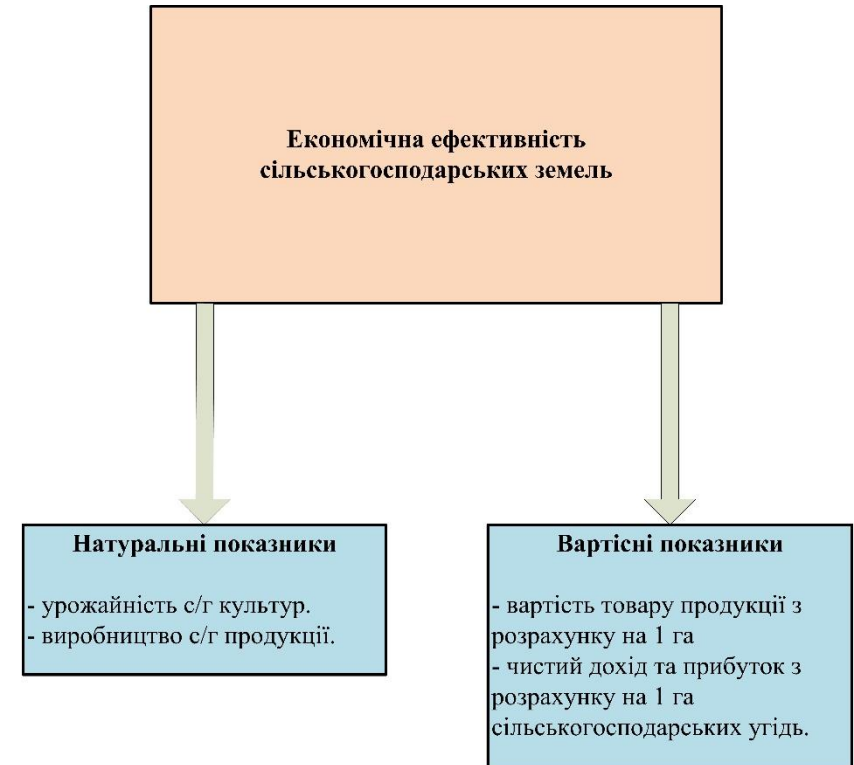 Економічна ефективність
сільськогосподарських земель
Натуральні показники
- урожайність с/г культур.
- виробництво с/г продукції.
Вартісні показники
- вартість товару продукції з
розрахунку на 1 га
- чистий дохід та прибуток з
розрахунку на 1 га
сільськогосподарських угідь.